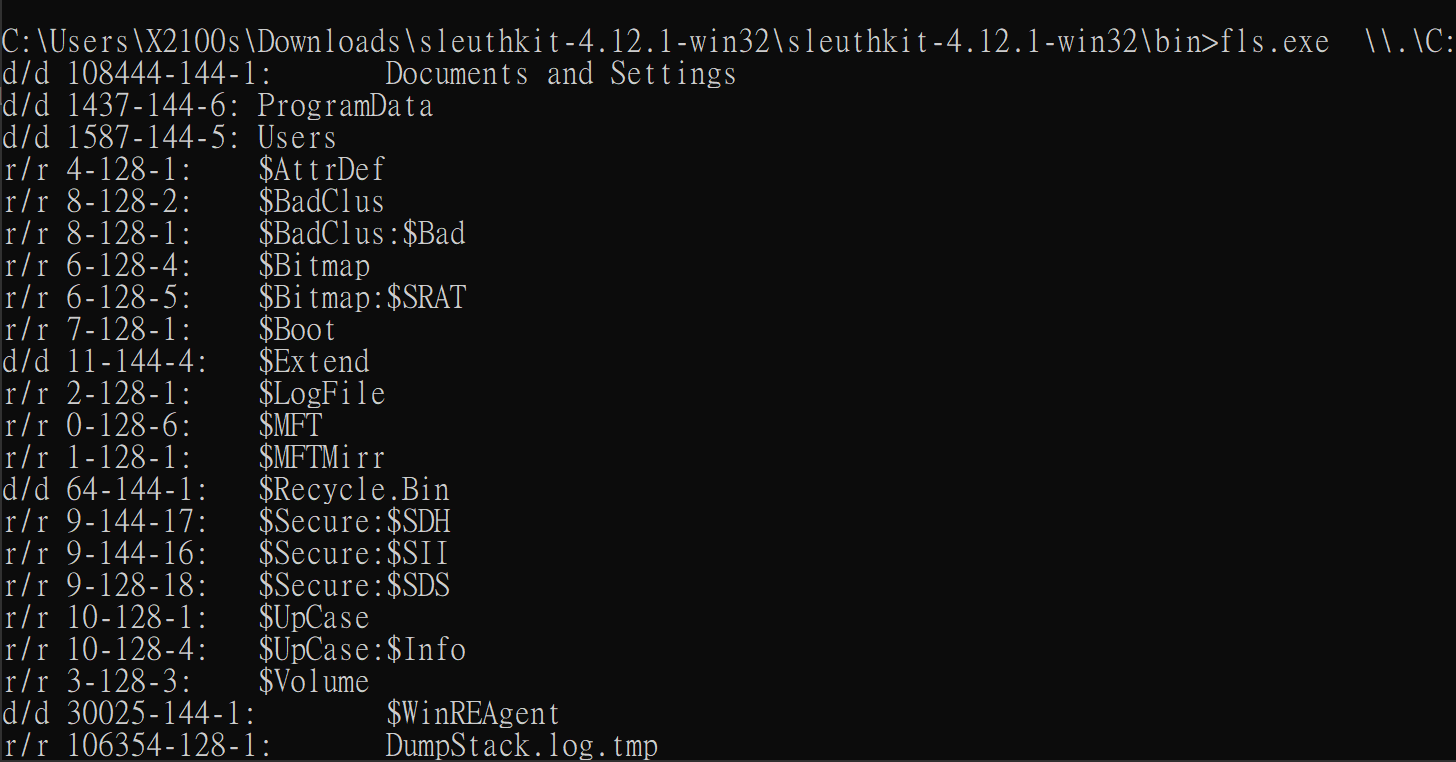 C:\Users\X2100s\Downloads\sleuthkit-4.12.1-win32\sleuthkit-4.12.1-win32\bin>fls.exe  \\.\C:
d/d 108444-144-1:	Documents and Settings
d/d 1437-144-6:	ProgramData
d/d 1587-144-5:	Users
r/r 4-128-1:	$AttrDef
r/r 8-128-2:	$BadClus
r/r 8-128-1:	$BadClus:$Bad
r/r 6-128-4:	$Bitmap
r/r 6-128-5:	$Bitmap:$SRAT
r/r 7-128-1:	$Boot
d/d 11-144-4:	$Extend
r/r 2-128-1:	$LogFile
r/r 0-128-6:	$MFT
r/r 1-128-1:	$MFTMirr
d/d 64-144-1:	$Recycle.Bin
r/r 9-144-17:	$Secure:$SDH
r/r 9-144-16:	$Secure:$SII
r/r 9-128-18:	$Secure:$SDS
r/r 10-128-1:	$UpCase
r/r 10-128-4:	$UpCase:$Info
r/r 3-128-3:	$Volume
d/d 30025-144-1:	$WinREAgent
r/r 106354-128-1:	DumpStack.log.tmp